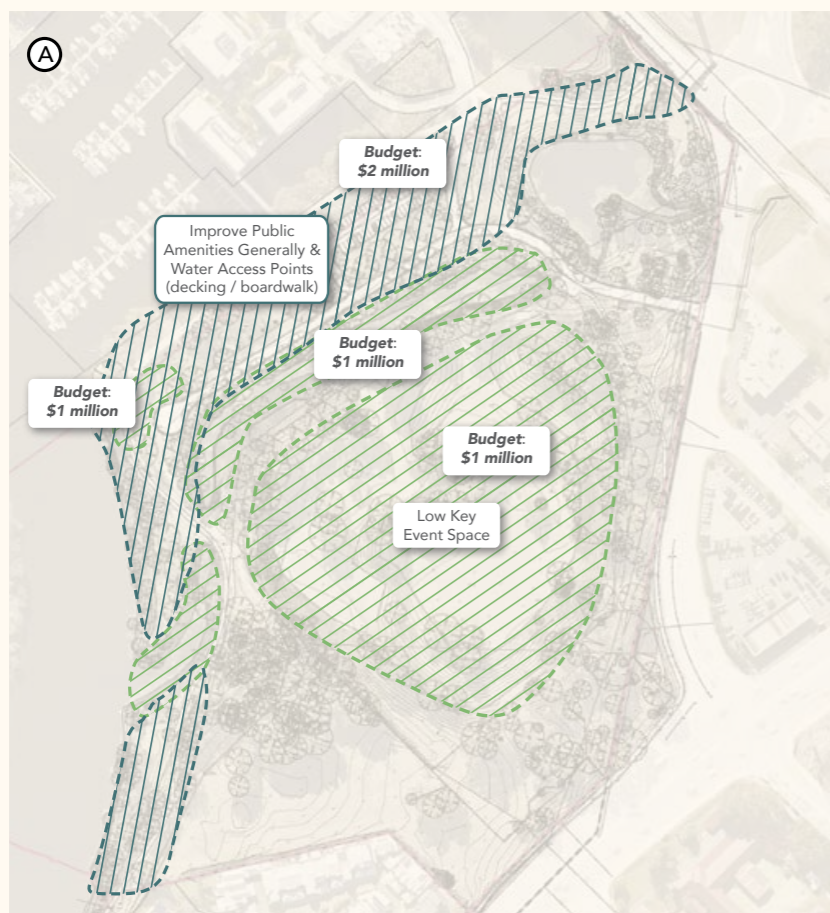 A
Budget:
$2 million
Improve Public
Amenities Generally &
Water Access Points
(decking / boardwalk)
Budget:
$1 million
Budget:
$1 million
Budget:
$1 million
Low Key
Event Space